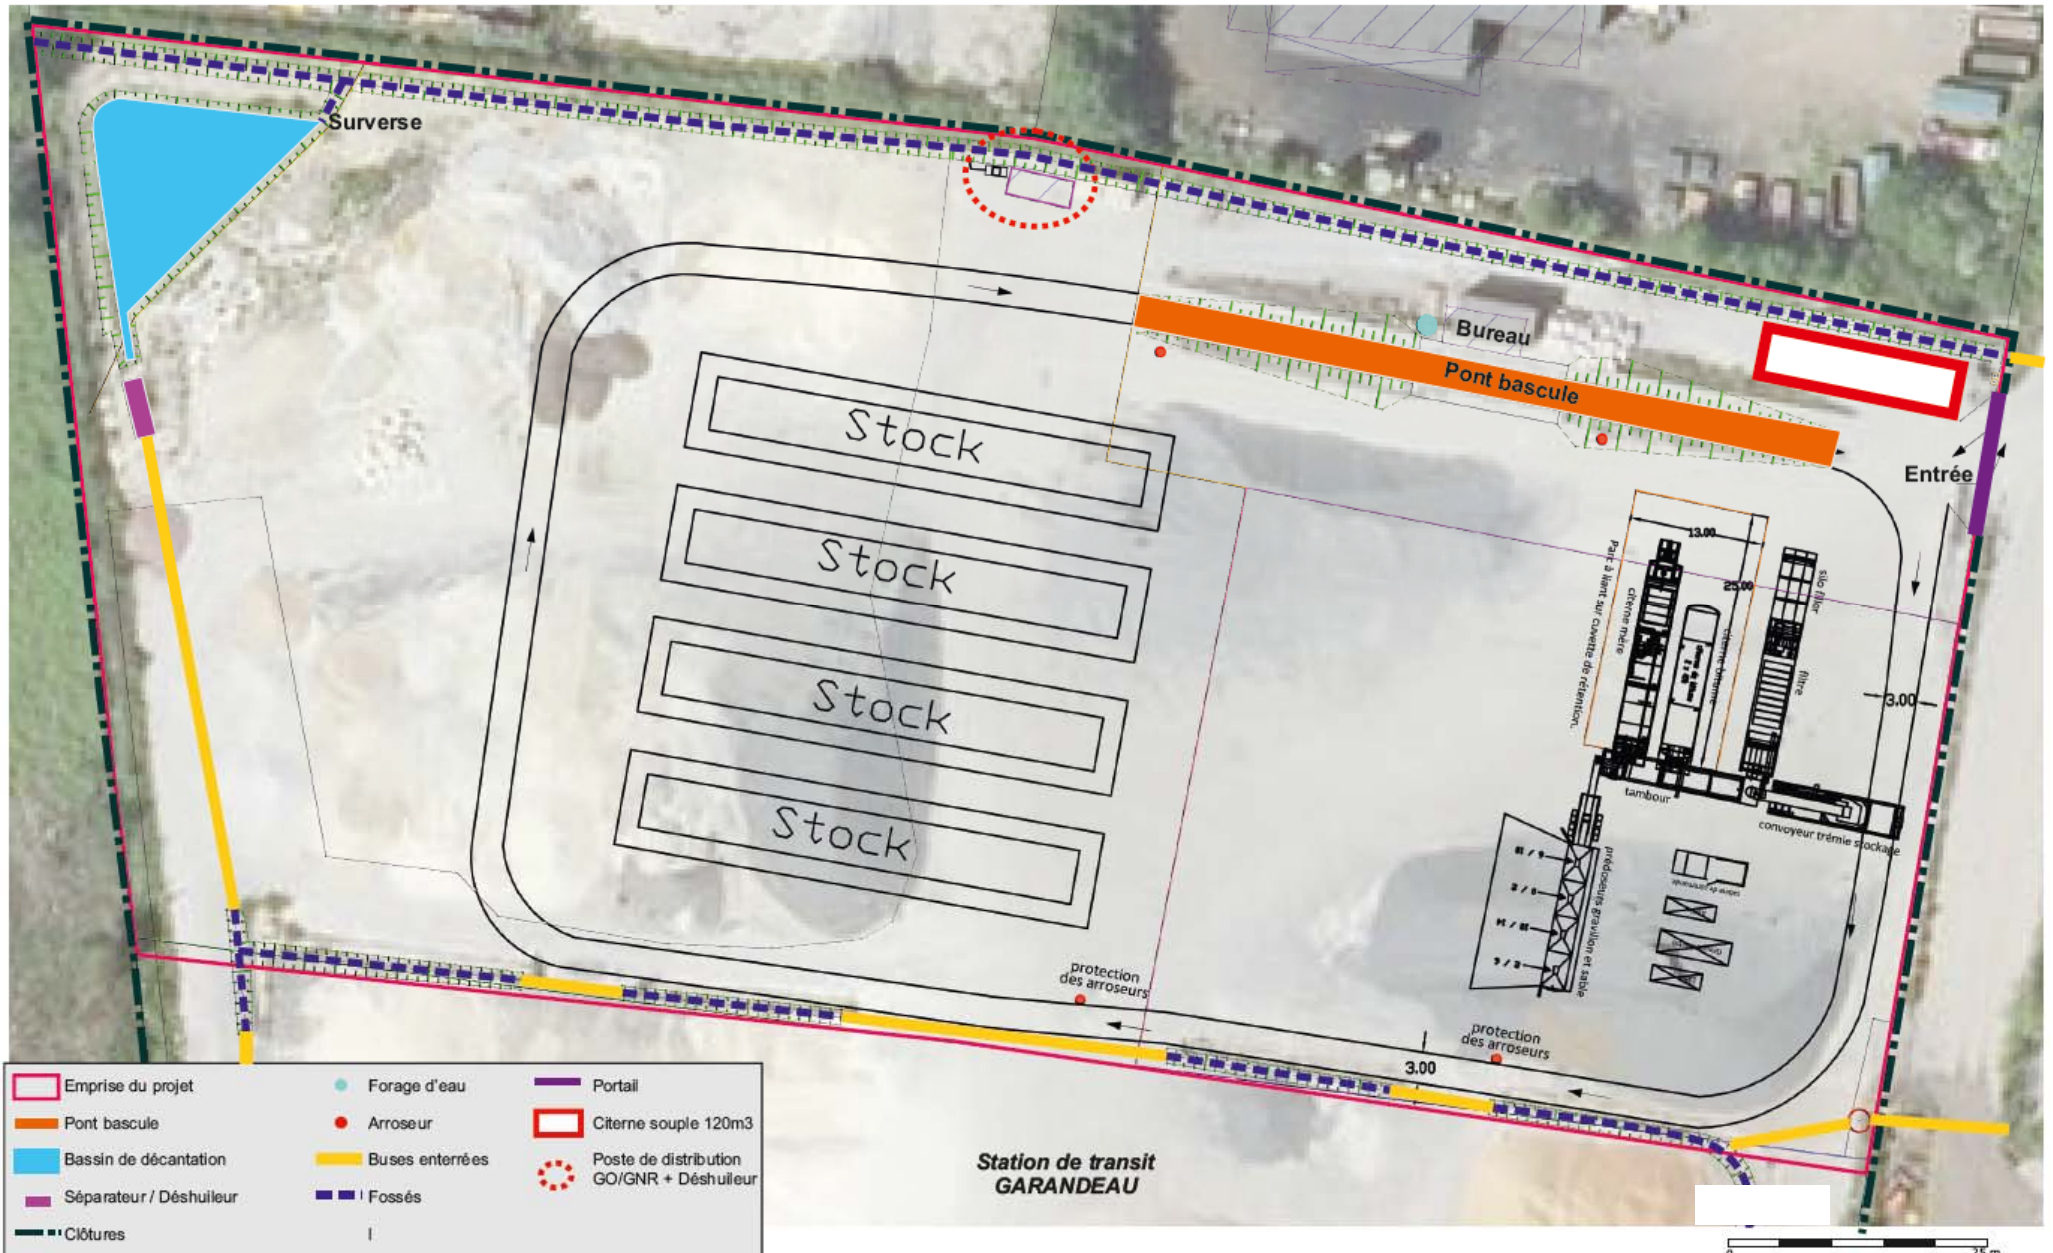 Surverse
Bureau
Pont bascule
Entrée
Stock
Stock
Stock
Stock
13.00
25.00
Parc à liant sur cuvette de rétention.
citerne mère
silo filler
filtre
3.00
tambour
convoyeur trémie stockage
prédoseurs gravillon et sable
protection
des arroseurs
protection
des arroseurs
3.00
Station de transit
GARANDEAU
Emprise du projet
Pont bascule
Bassin de décantation
Séparateur / Déshuileur
Clôtures
Forage d'eau
Arroseur
Buses enterrées
Fossés
Portail
Citerne souple 120m3
Poste de distribution
GO/GNR + Déshuileur